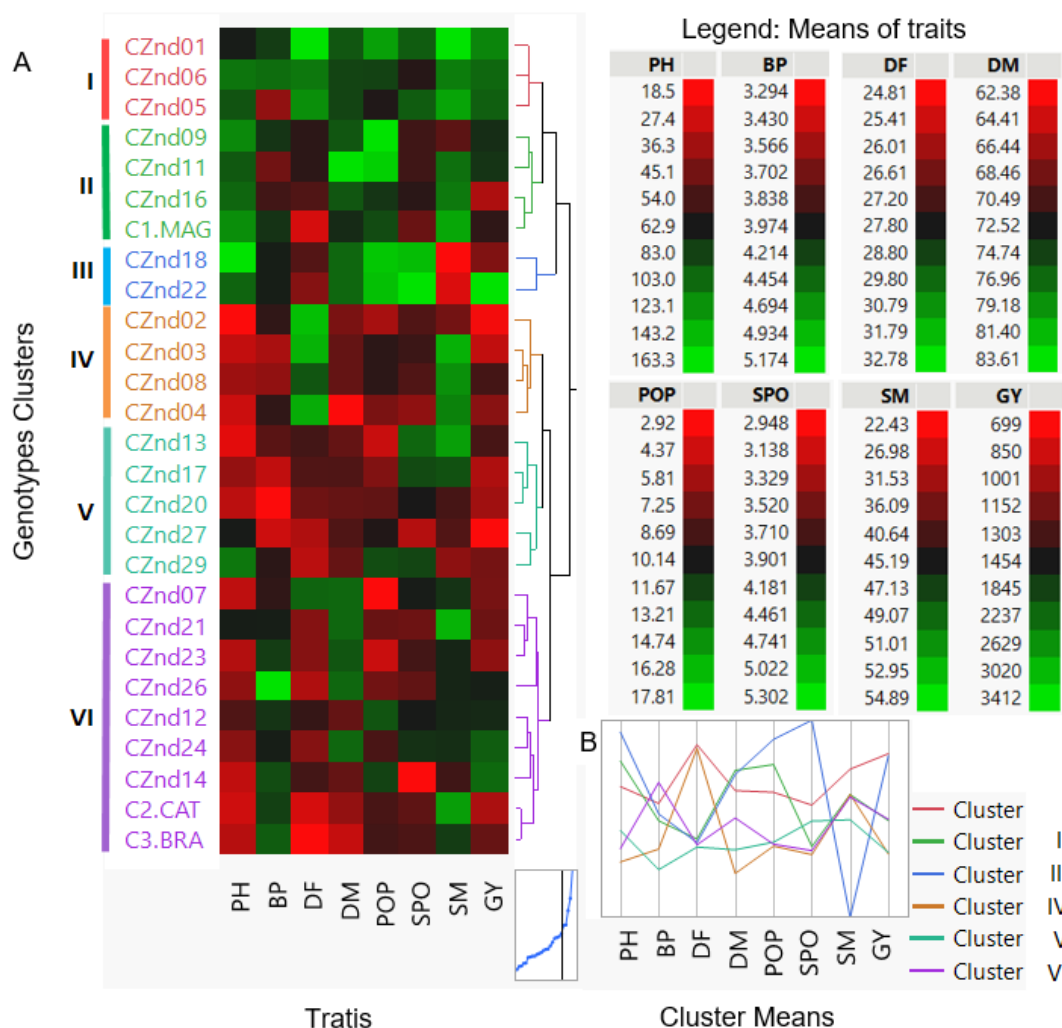 A
Genotypes Clusters
I
II
III
IV
V
VI
CZnd01
CZnd06
CZnd05
CZnd09
CZnd11
CZnd16
C1.MAG
CZnd18
CZnd22
CZnd02
CZnd03
CZnd08
CZnd04
CZnd13
CZnd17
CZnd20
CZnd27
CZnd29
CZnd07
CZnd21
CZnd23
CZnd26
CZnd12
CZnd24
CZnd14
C2.CAT
C3.BRA
PH BP DF DM POP SPO SM GY
Tratis
Legend: Means of traits
PH BP DF DM
18.5 3.294 24.81 62.38
27.4 3.430 25.41 64.41
36.3 3.566 26.01 66.44
45.1 3.702 26.61 68.46
54.0 3.838 27.20 70.49
62.9 3.974 27.80 72.52
83.0 4.214 28.80 74.74
103.0 4.454 29.80 76.96
123.1 4.694 30.79 79.18
143.2 4.934 31.79 81.40
163.3 5.174 32.78 83.61
POP SPO SM GY
2.92 2.948 22.43 699
4.37 3.138 26.98 850
5.81 3.329 31.53 1001
7.25 3.520 36.09 1152
8.69 3.710 40.64 1303
10.14 3.901 45.19 1454
11.67 4.181 47.13 1845
13.21 4.461 49.07 2237
14.74 4.741 51.01 2629
16.28 5.022 52.95 3020
17.81 5.302 54.89 3412
B
PH BP DF DM POP SPO SM GY
Cluster Means
Cluster
Cluster I
Cluster II
Cluster IV
Cluster V
Cluster V